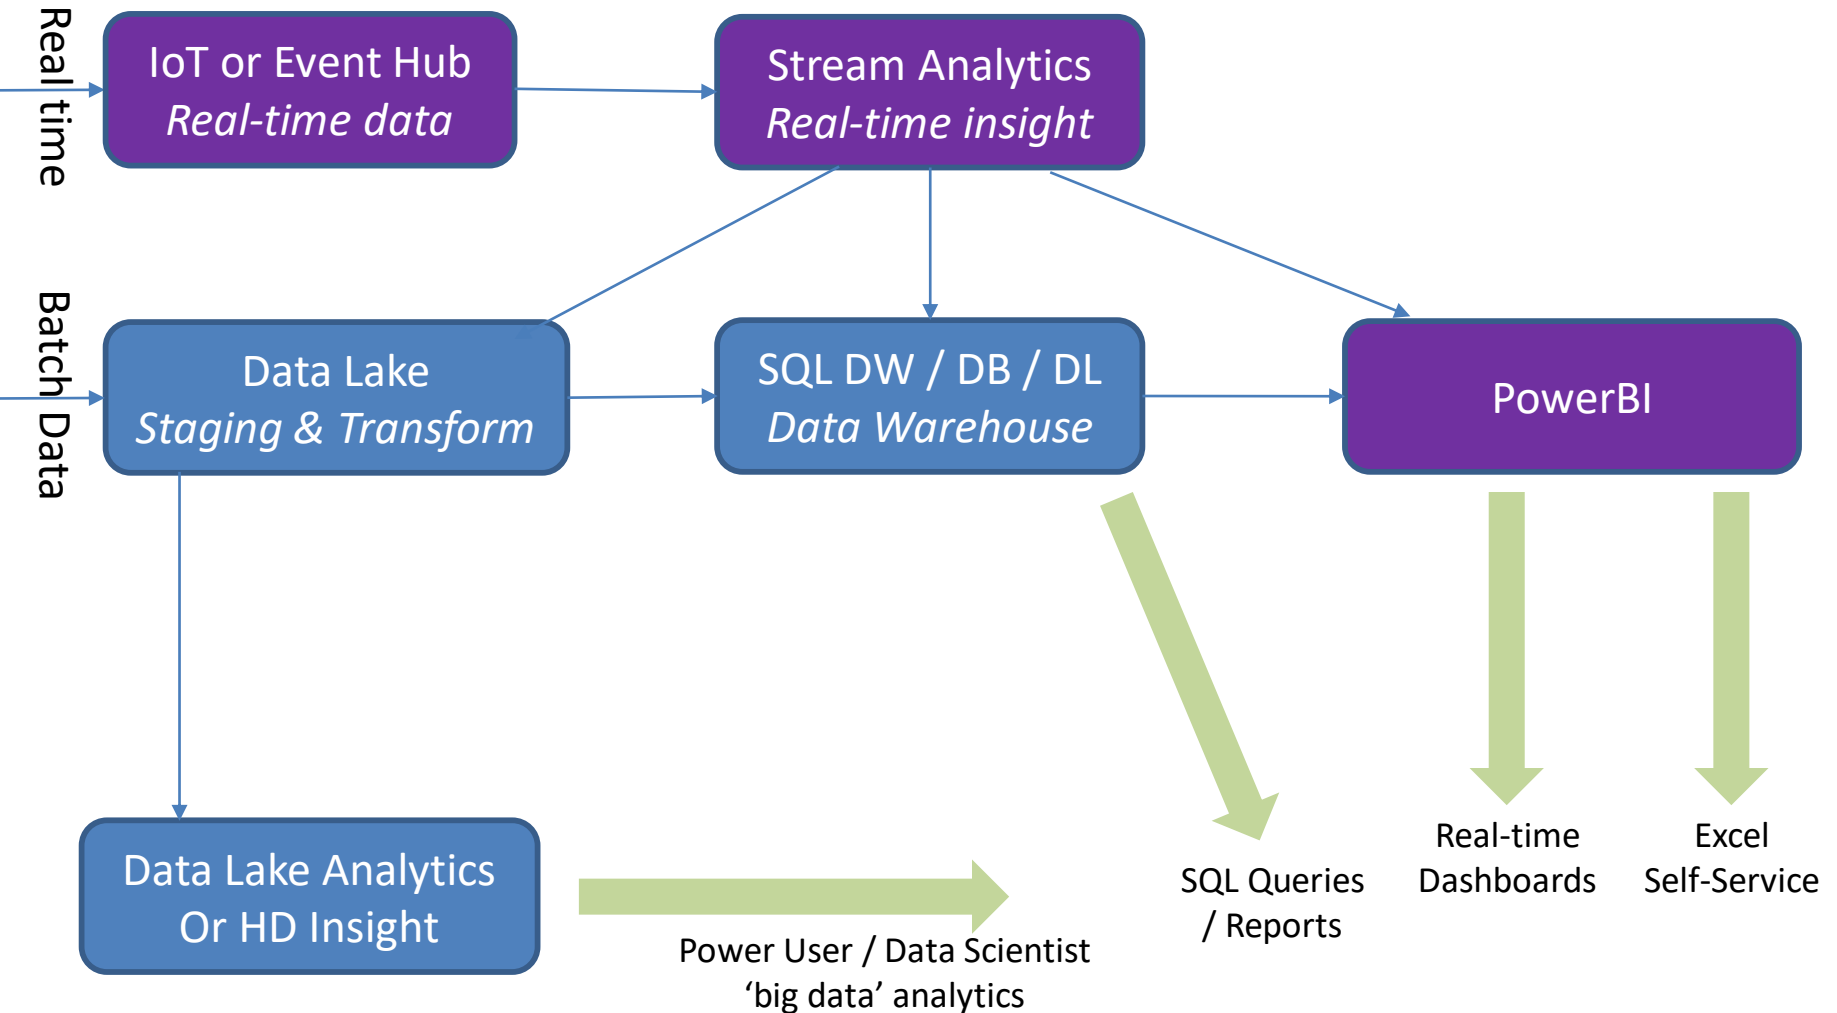 Real time
IoT or Event Hub
Real-time data
Stream Analytics
Real-time insight
Batch Data
Data Lake
Staging & Transform
SQL DW / DB / DL
Data Warehouse
PowerBI
Data Lake Analytics
Or HD Insight
Power User / Data Scientist
‘big data’ analytics
SQL Queries
/ Reports
Real-time
Dashboards
Excel
Self-Service